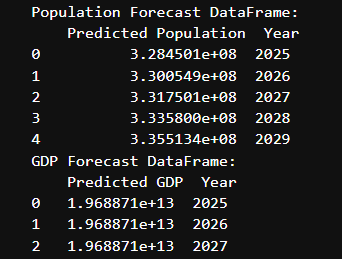 Population Forecast DataFrame:
Predicted Population Year
0 3.284501e+08 2025
1 3.300549e+08 2026
2 3.317501e+08 2027
3 3.335800e+08 2028
4 3.355134e+08 2029
GDP Forecast DataFrame:
Predicted GDP Year
0 1.968871e+13 2025
1 1.968871e+13 2026
2 1.968871e+13 2027